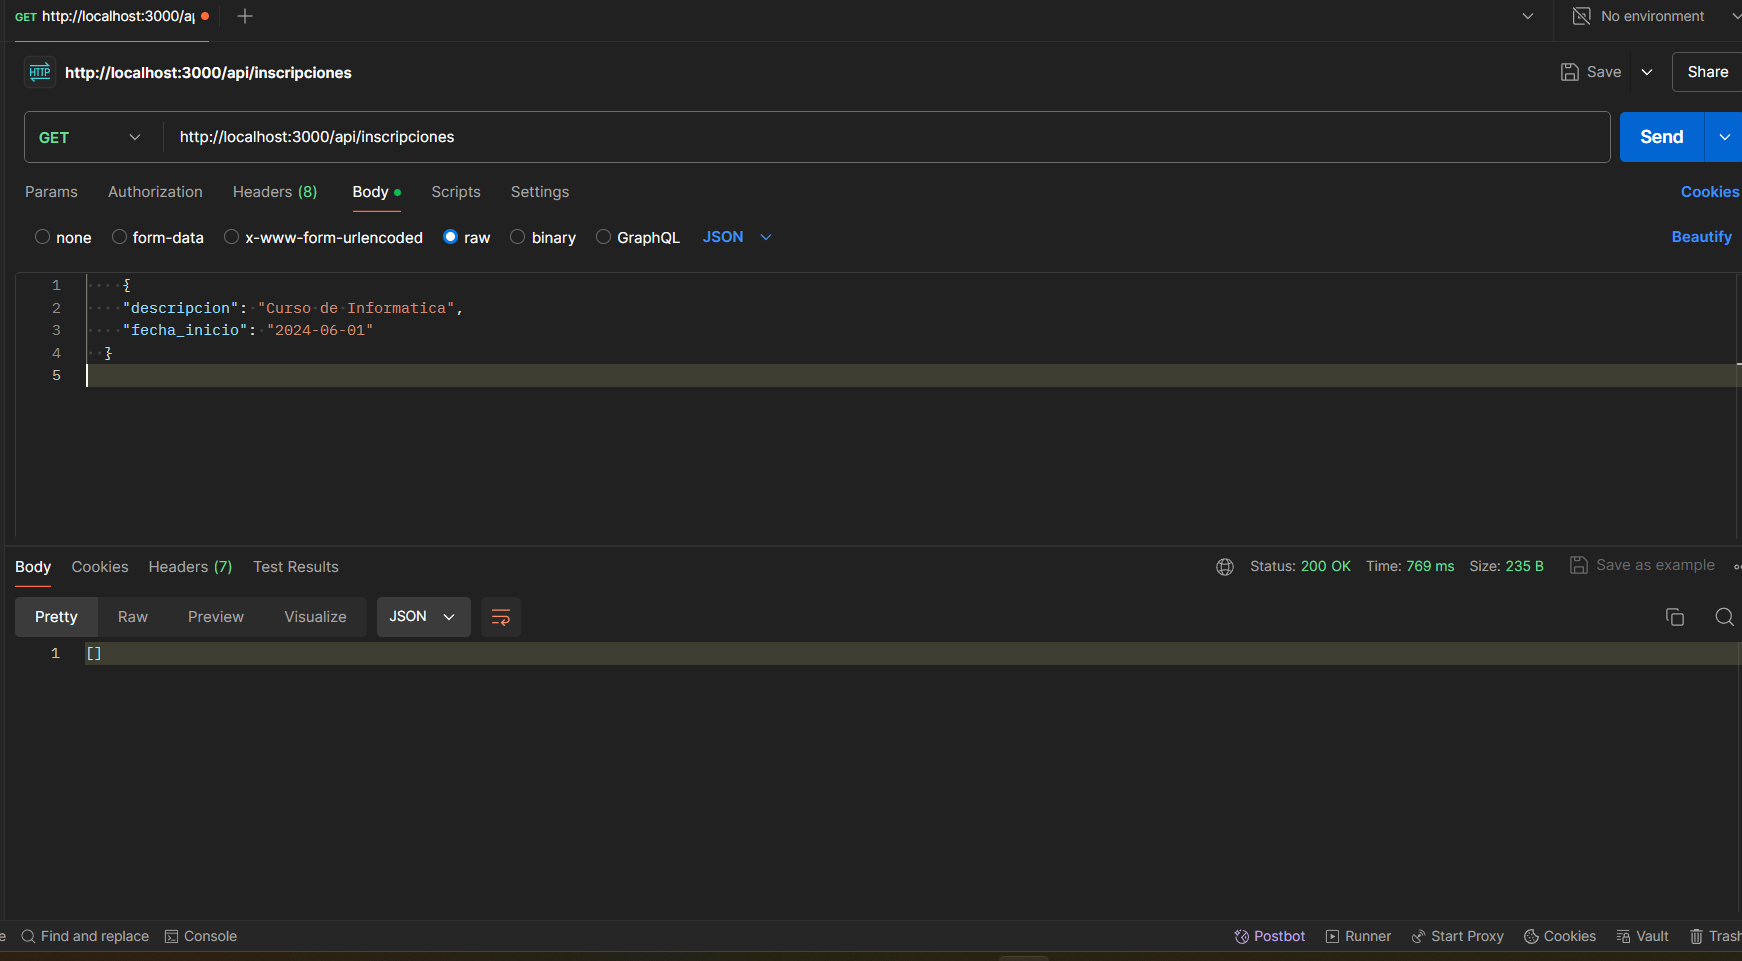 GET http://localhost:3000/a
No environment
HTTP http://localhost:3000/api/inscripciones
Save
Share
GET http://localhost:3000/api/inscripciones
Send
Params Authorization Headers (8) Body Scripts Settings
Cookies
none form-data x-www-form-urlencoded raw binary GraphQL JSON
Beautify
1 {
2 "descripcion": "Curso de Informatica",
3 "fecha_inicio": "2024-06-01"
4 }
5
Body Cookies Headers (7) Test Results
Status: 200 OK Time: 769 ms Size: 235 B
Save as example
Pretty Raw Preview Visualize JSON
1 []
e Find and replace Console
Postbot Runner Start Proxy Cookies Vault Trash